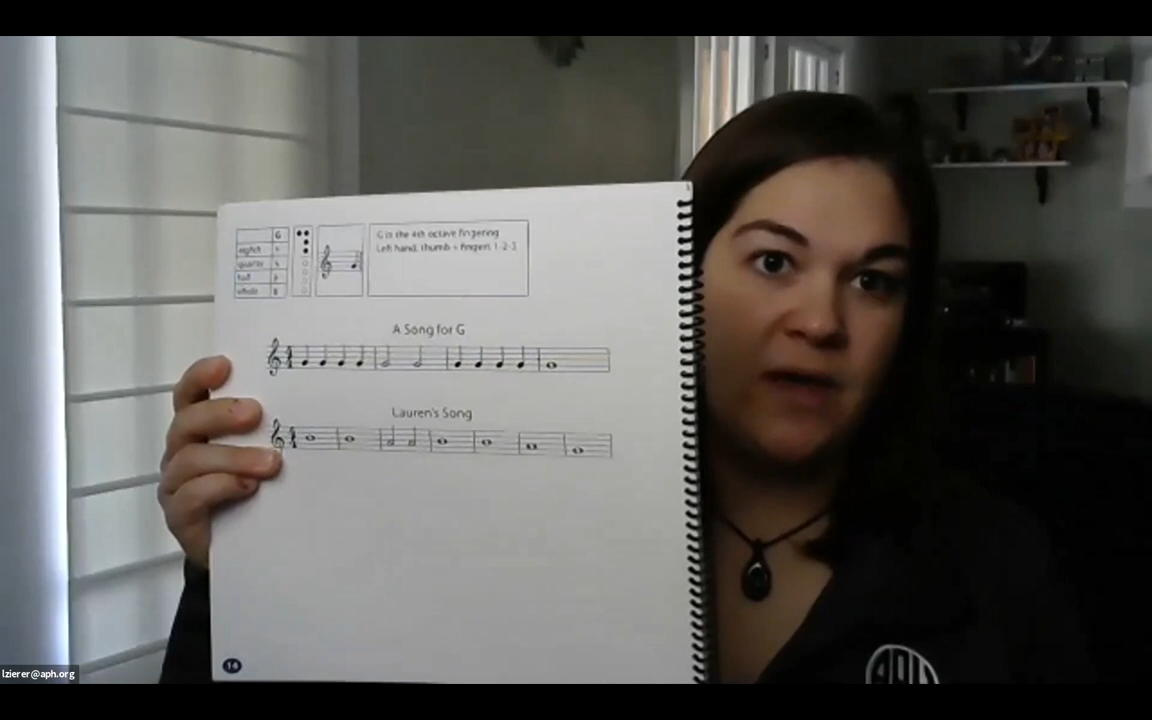 G
eighth
quarter
half
whole
G is the 4th octave fingering
Left hand, thumb + fingers 1-2-3
A Song for G
Lauren's Song
14
lzierer@aph.org